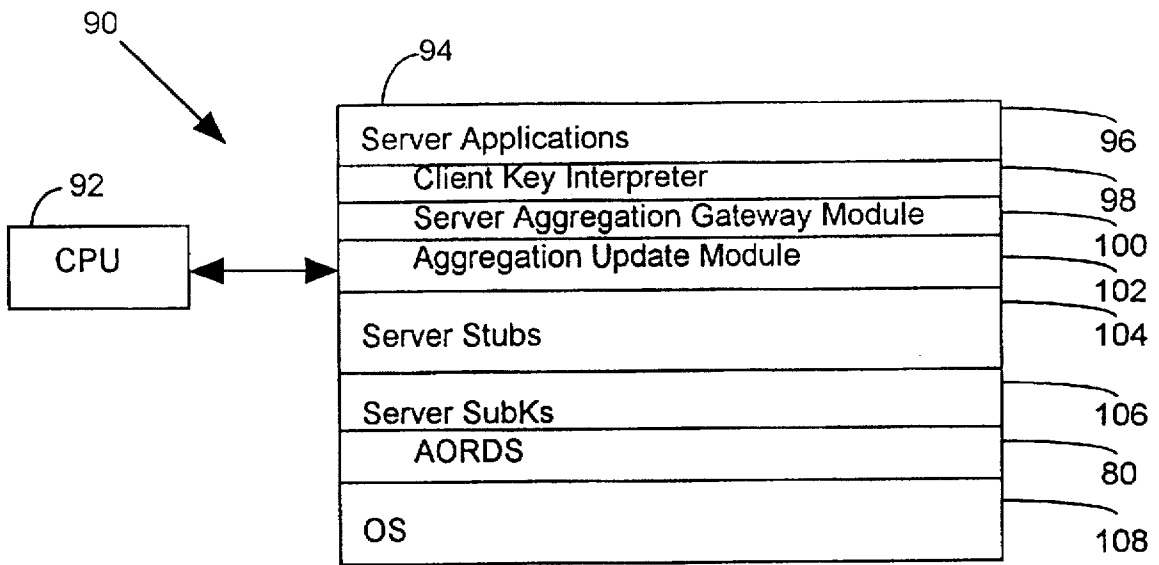 90
94
Server Applications
96
92
Client Key Interpreter
98
Server Aggregation Gateway Module
100
CPU
Aggregation Update Module
102
Server Stubs
104
Server SubKs
106
AORDS
80
OS
108